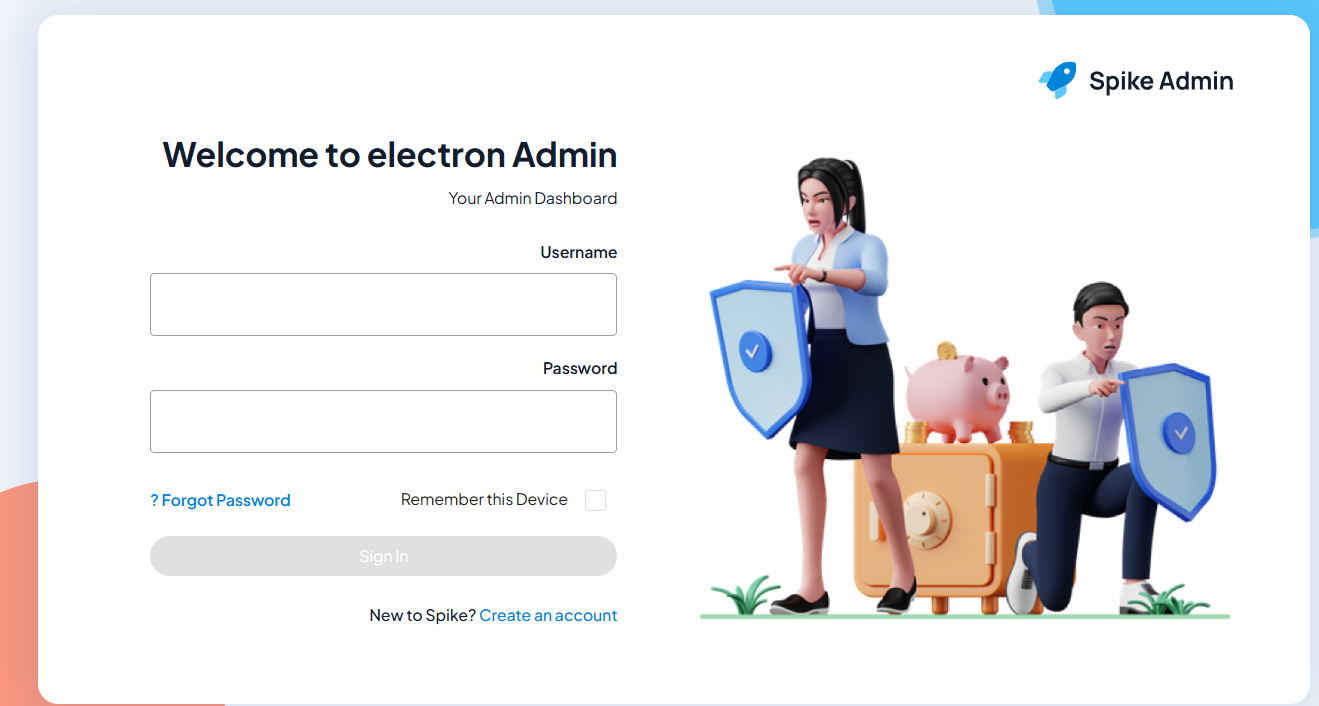 Spike Admin
Welcome to electron Admin
Your Admin Dashboard
Username
Password
? Forgot Password
Remember this Device
Sign In
New to Spike? Create an account